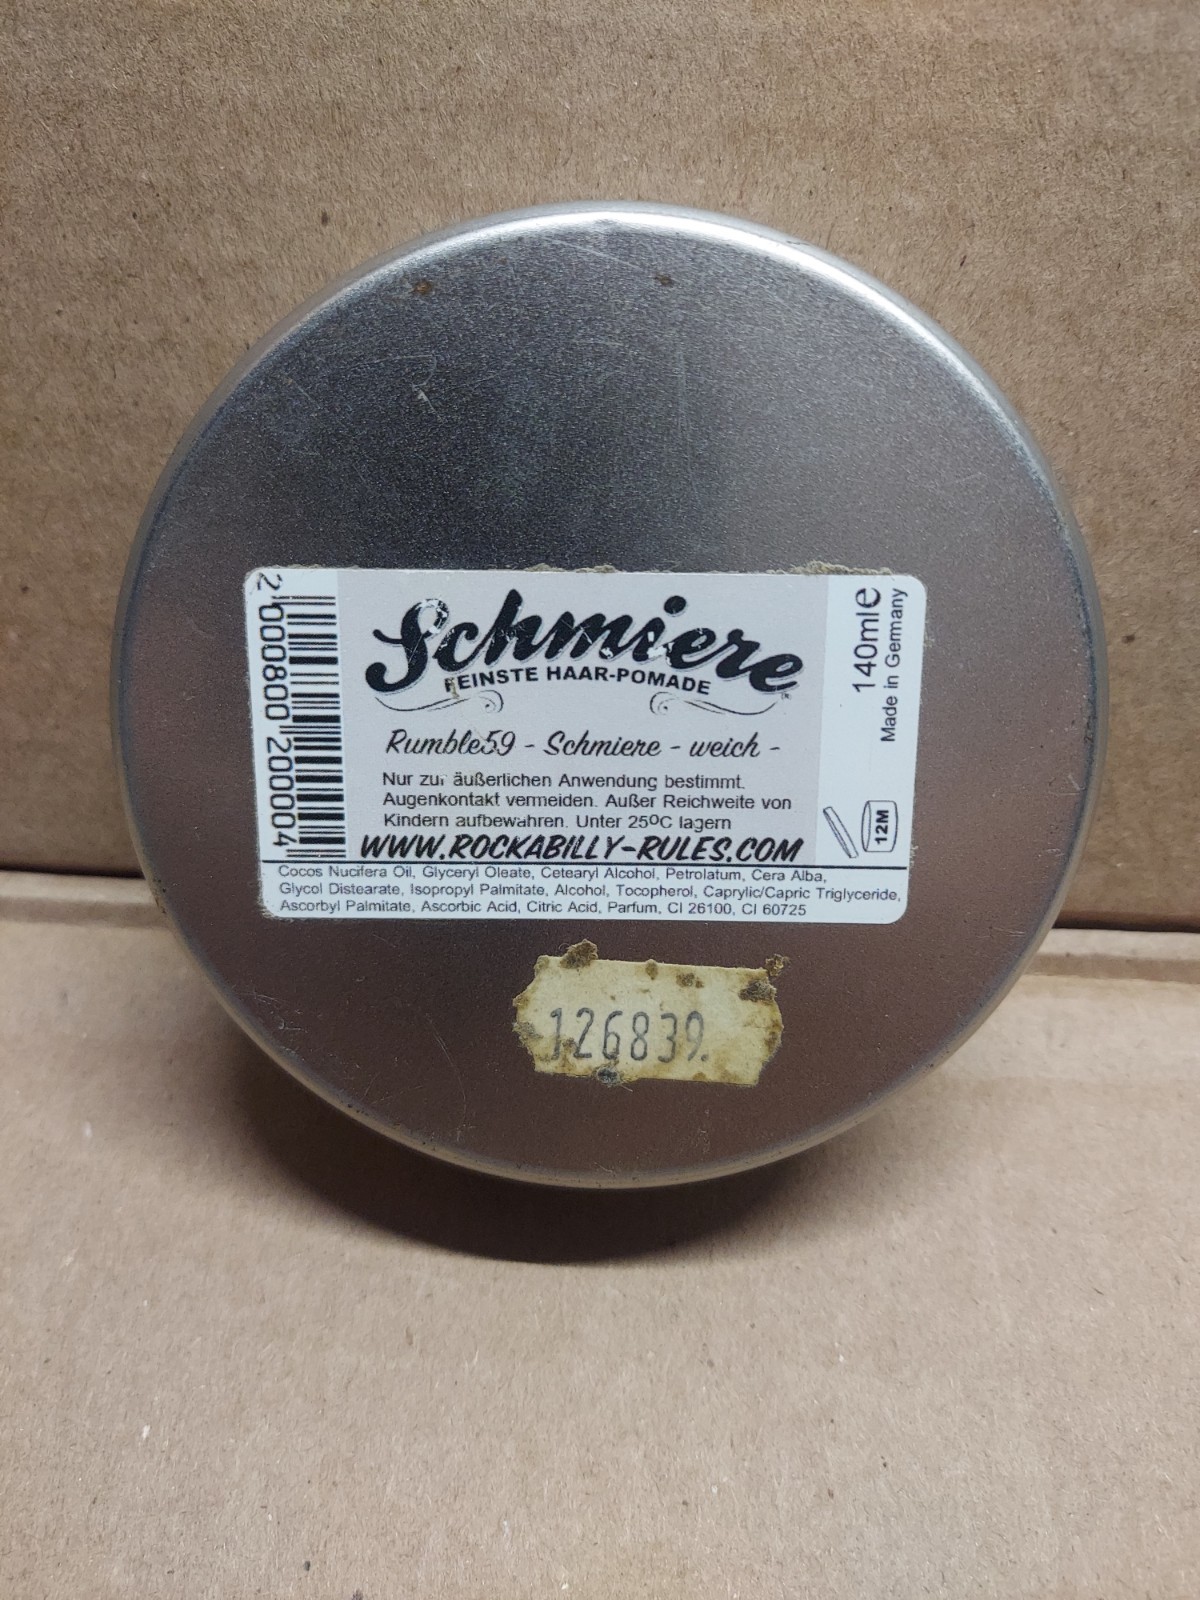 Schmiere
FEINSTE HAAR-POMADE
Rumble59 - Schmiere - weich -
Nur zur äußerlichen Anwendung bestimmt.
Augenkontakt vermeiden. Außer Reichweite von
Kindern aufbewahren. Unter 25ºC lagern
WWW.ROCKABILLY-RULES.COM
Cocos Nucifera Oil, Glyceryl Oleate, Cetearyl Alcohol, Petrolatum, Cera Alba,
Glycol Distearate, Isopropyl Palmitate, Alcohol, Tocopherol, Caprylic/Capric Triglyceride,
Ascorbyl Palmitate, Ascorbic Acid, Citric Acid, Parfum, CI 26100, CI 60725
2 000800 200004
140ml e
Made in Germany
12M
126839.